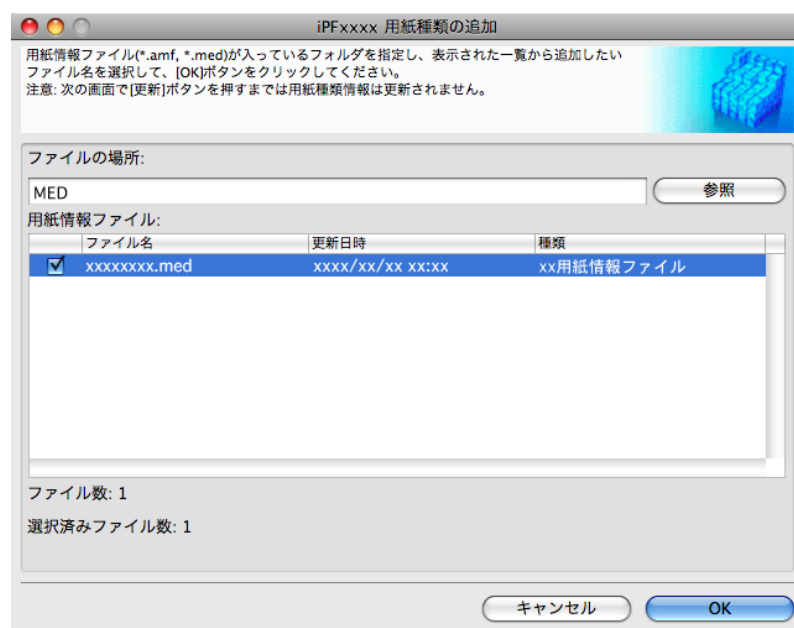 iPFxxxx 用紙種類の追加
用紙情報ファイル(*.amf, *.med)が入っているフォルダを指定し、表示された一覧から追加したい
ファイル名を選択して、[OK]ボタンをクリックしてください。
注意: 次の画面で[更新]ボタンを押すまでは用紙種類情報は更新されません。
ファイルの場所:
MED 参照
用紙情報ファイル:
ファイル名 更新日時 種類
xxxxxxxx.med xxxx/xx/xx xx:xx xx用紙情報ファイル
ファイル数: 1
選択済みファイル数: 1
キャンセル OK